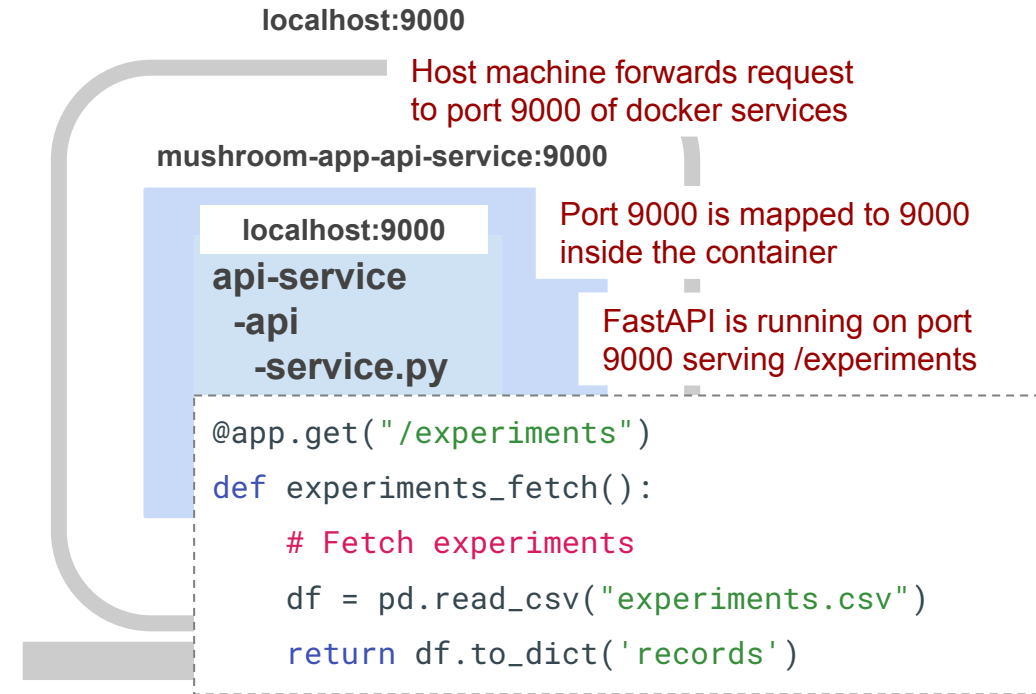 localhost:9000
Host machine forwards request
to port 9000 of docker services
mushroom-app-api-service:9000
Port 9000 is mapped to 9000
inside the container
localhost:9000
api-service
-api
-service.py
FastAPI is running on port
9000 serving /experiments
@app.get("/experiments")
def experiments_fetch():
    # Fetch experiments
    df = pd.read_csv("experiments.csv")
    return df.to_dict('records')